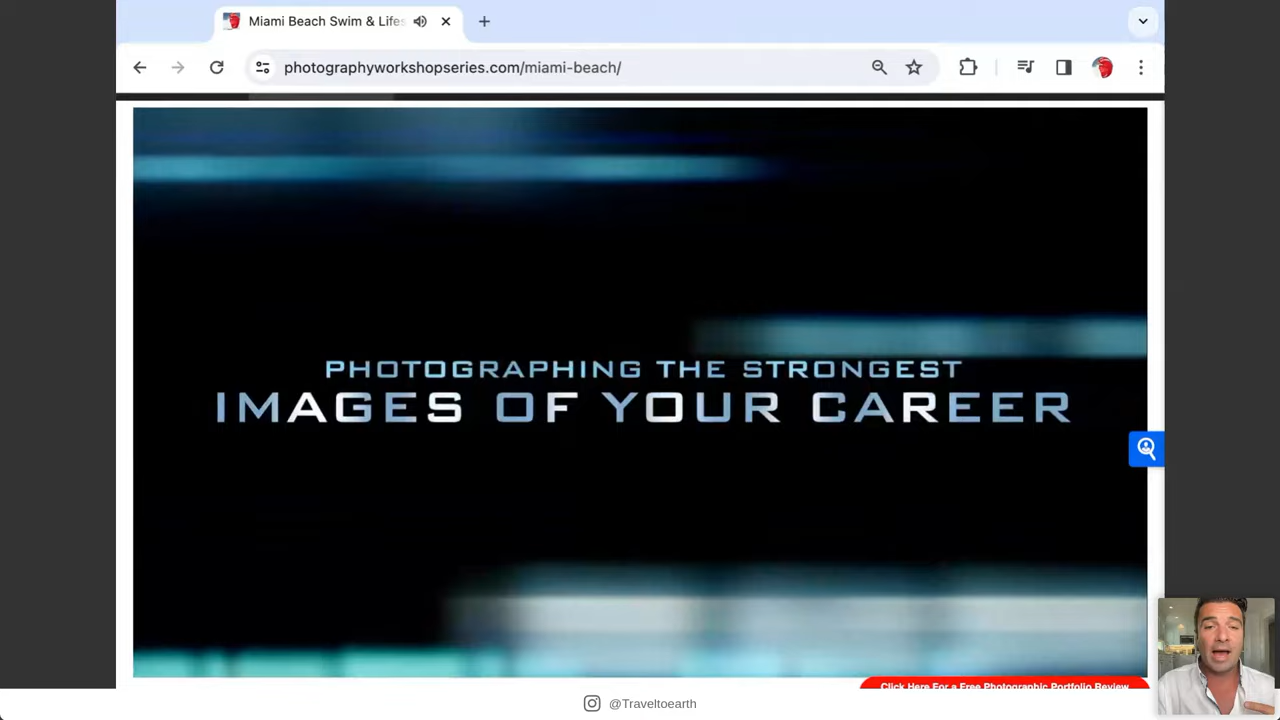 Miami Beach Swim & Lifes
photographyworkshopseries.com/miami-beach/
PHOTOGRAPHING THE STRONGEST
IMAGES OF YOUR CAREER
Click Here For a Free Photographic Portfolio Review
@Traveltoearth